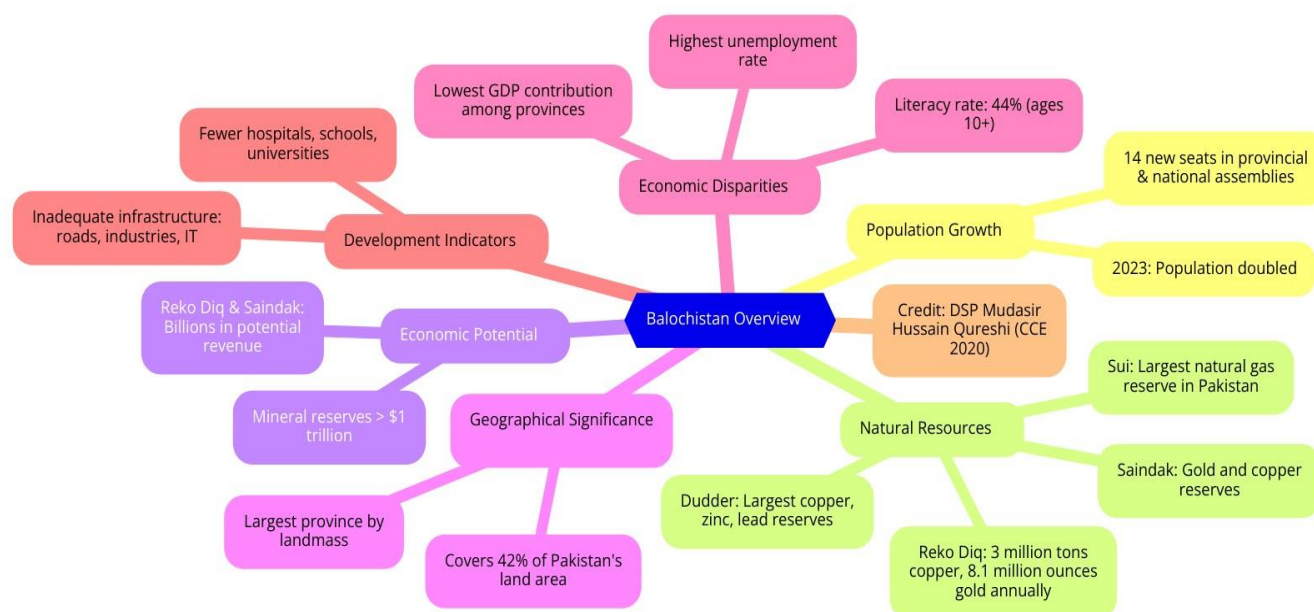 Highest unemployment
rate
Lowest GDP contribution
among provinces
Literacy rate: 44% (ages
10+)
Economic Disparities
Fewer hospitals, schools,
universities
Inadequate infrastructure:
roads, industries, IT
Development Indicators
14 new seats in provincial
& national assemblies
Population Growth
2023: Population doubled
Balochistan Overview
Credit: DSP Mudasir
Hussain Qureshi (CCE
2020)
Reko Diq & Saindak:
Billions in potential
revenue
Economic Potential
Mineral reserves > $1
trillion
Geographical Significance
Largest province by
landmass
Covers 42% of Pakistan's
land area
Natural Resources
Sui: Largest natural gas
reserve in Pakistan
Saindak: Gold and copper
reserves
Dudder: Largest copper,
zinc, lead reserves
Reko Diq: 3 million tons
copper, 8.1 million ounces
gold annually